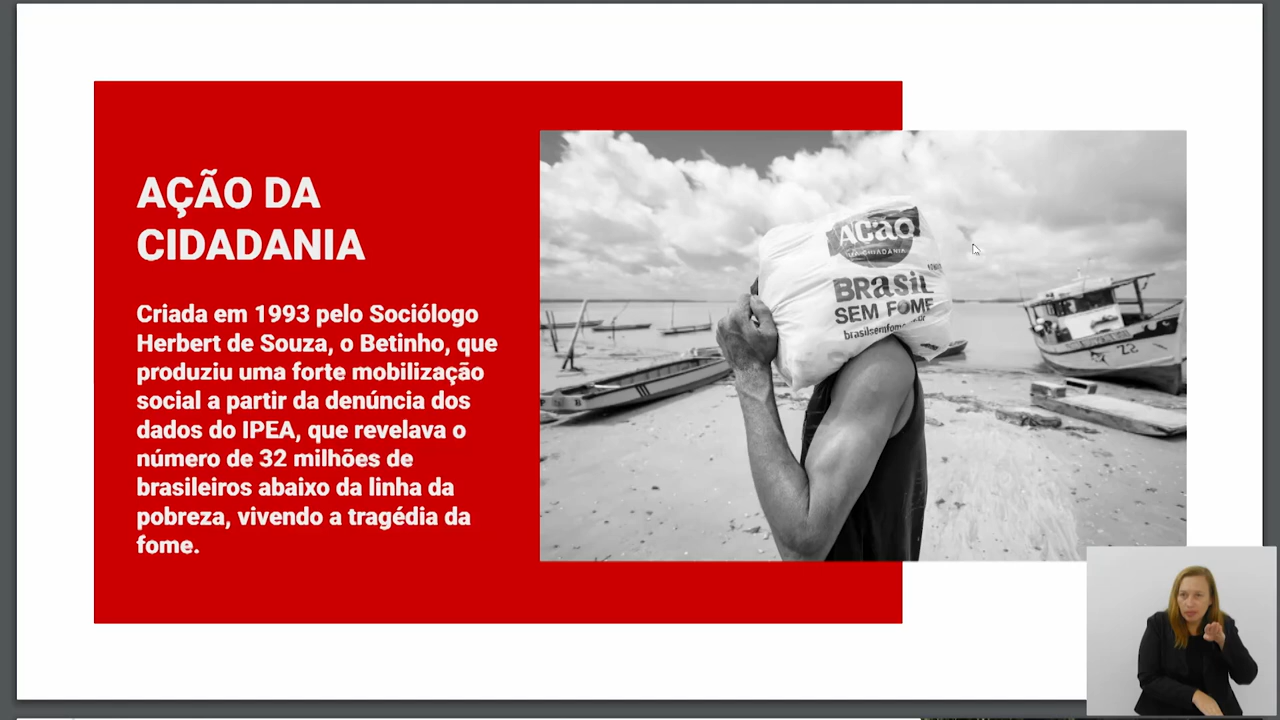 AÇÃO DA
CIDADANIA
Criada em 1993 pelo Sociólogo
Herbert de Souza, o Betinho, que
produziu uma forte mobilização
social a partir da denúncia dos
dados do IPEA, que revelava o
número de 32 milhões de
brasileiros abaixo da linha da
pobreza, vivendo a tragédia da
fome.
Ação
DA CIDADANIA
BRasiL
SEM FOME